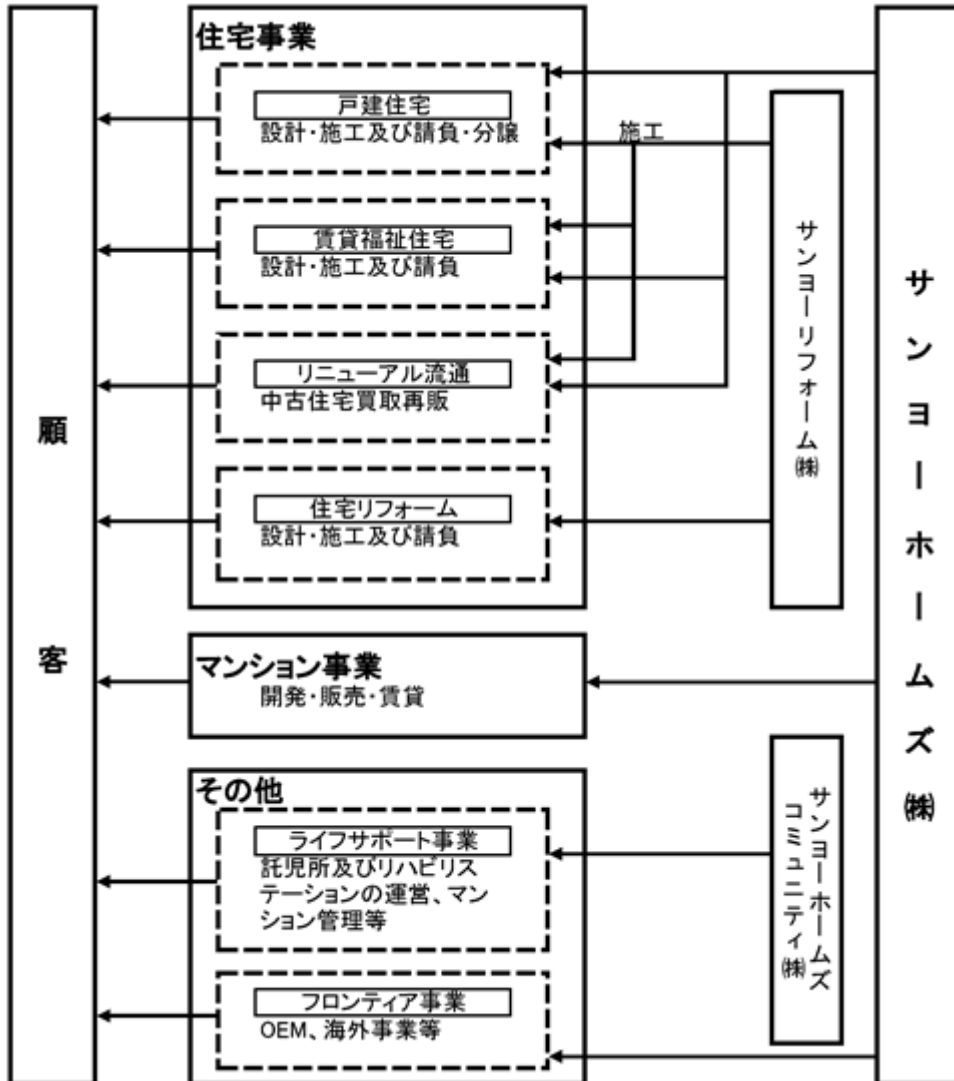 顧客
住宅事業
戸建住宅
設計・施工及び請負・分譲
施工
賃貸福祉住宅
設計・施工及び請負
リニューアル流通
中古住宅買取再販
住宅リフォーム
設計・施工及び請負
マンション事業
開発・販売・賃貸
その他
ライフサポート事業
託児所及びリハビリス
テーションの運営、マン
ション管理等
フロンティア事業
OEM、海外事業等
サンヨーリフォーム㈱
サンヨーホームズ
コミュニティ㈱
サンヨーホームズ㈱